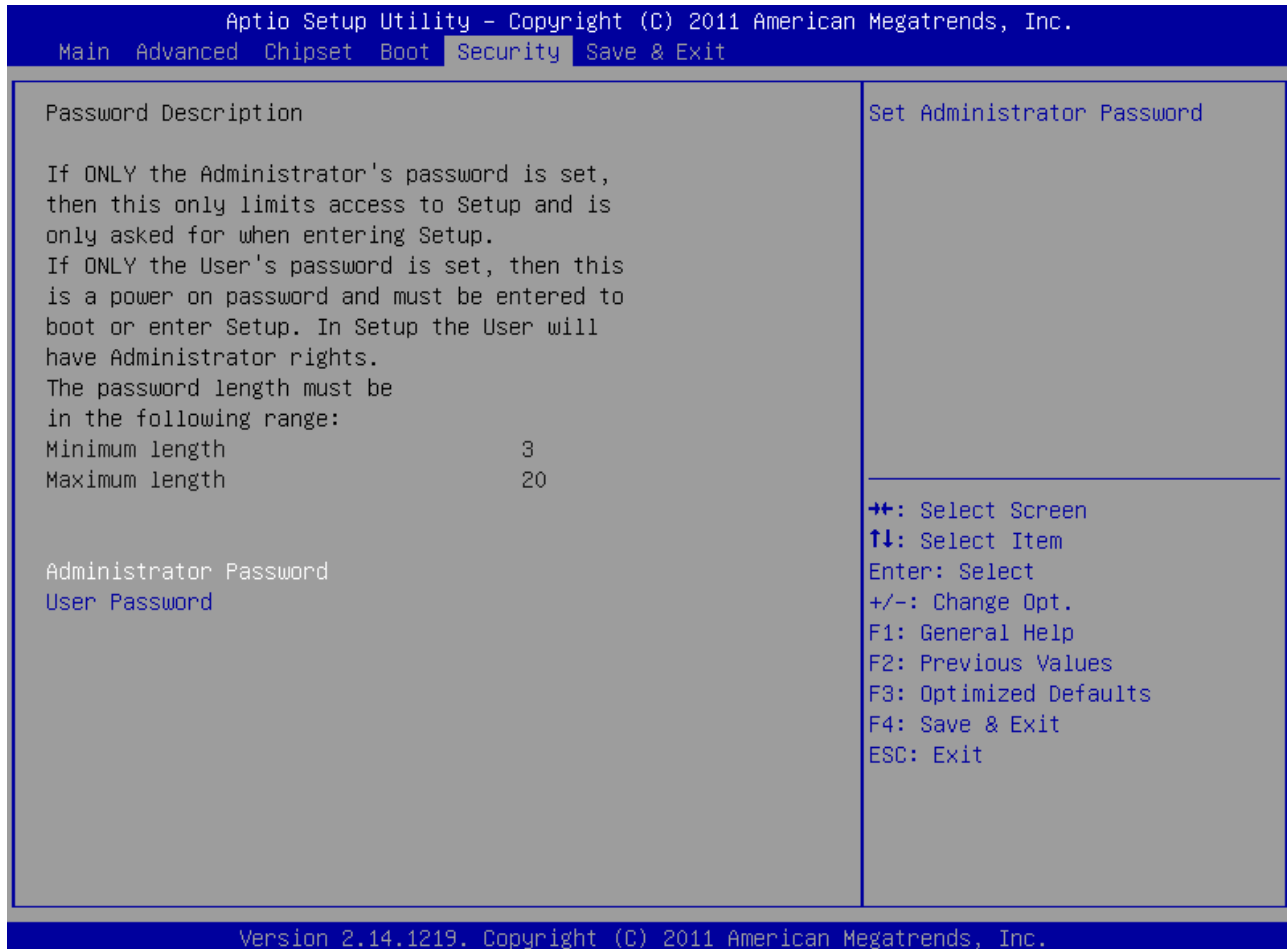 Aptio Setup Utility – Copyright (C) 2011 American Megatrends, Inc.
Main Advanced Chipset Boot Security Save & Exit
Password Description
If ONLY the Administrator's password is set,
then this only limits access to Setup and is
only asked for when entering Setup.
If ONLY the User's password is set, then this
is a power on password and must be entered to
boot or enter Setup. In Setup the User will
have Administrator rights.
The password length must be
in the following range:
Minimum length 3
Maximum length 20
Administrator Password
User Password
Set Administrator Password
→←: Select Screen
↑↓: Select Item
Enter: Select
+/-: Change Opt.
F1: General Help
F2: Previous Values
F3: Optimized Defaults
F4: Save & Exit
ESC: Exit
Version 2.14.1219. Copyright (C) 2011 American Megatrends, Inc.